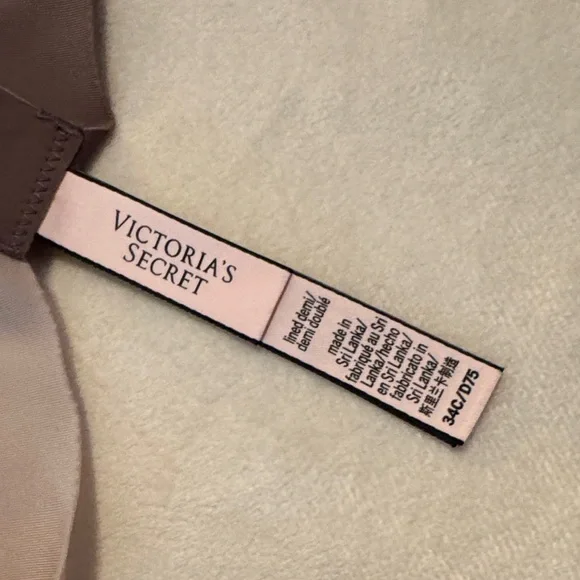 VICTORIA'S
SECRET
lined demi/
demi doublé
made in
Sri Lanka/
fabriqué au Sri
Lanka/hecho
en Sri Lanka/
fabbricato in
Sri Lanka/
斯里兰卡制造
34C/D75